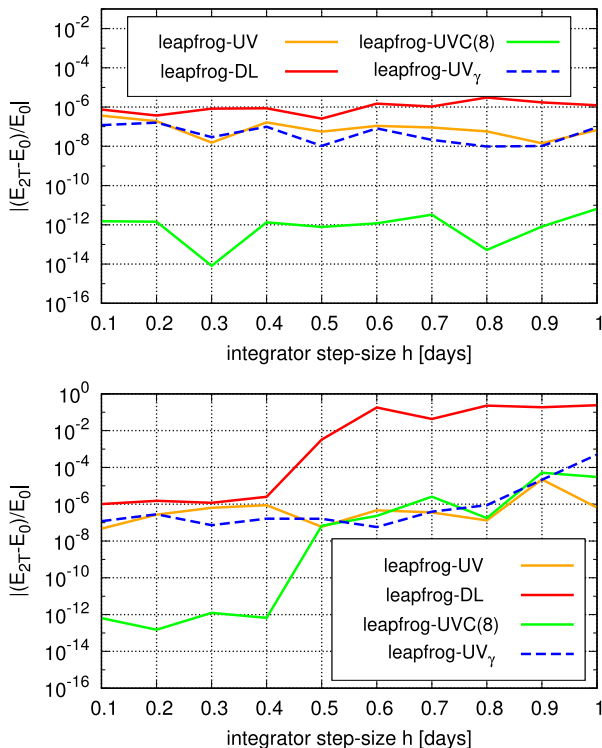 10^-2
10^-4
10^-6
10^-8
10^-10
10^-12
10^-14
10^-16
|(E_2T-E_0)/E_0|
leapfrog-UV
leapfrog-DL
leapfrog-UVC(8)
leapfrog-UV_γ
0.1 0.2 0.3 0.4 0.5 0.6 0.7 0.8 0.9 1
integrator step-size h [days]
10^0
10^-2
10^-4
10^-6
10^-8
10^-10
10^-12
10^-14
10^-16
|(E_2T-E_0)/E_0|
leapfrog-UV
leapfrog-DL
leapfrog-UVC(8)
leapfrog-UV_γ
0.1 0.2 0.3 0.4 0.5 0.6 0.7 0.8 0.9 1
integrator step-size h [days]